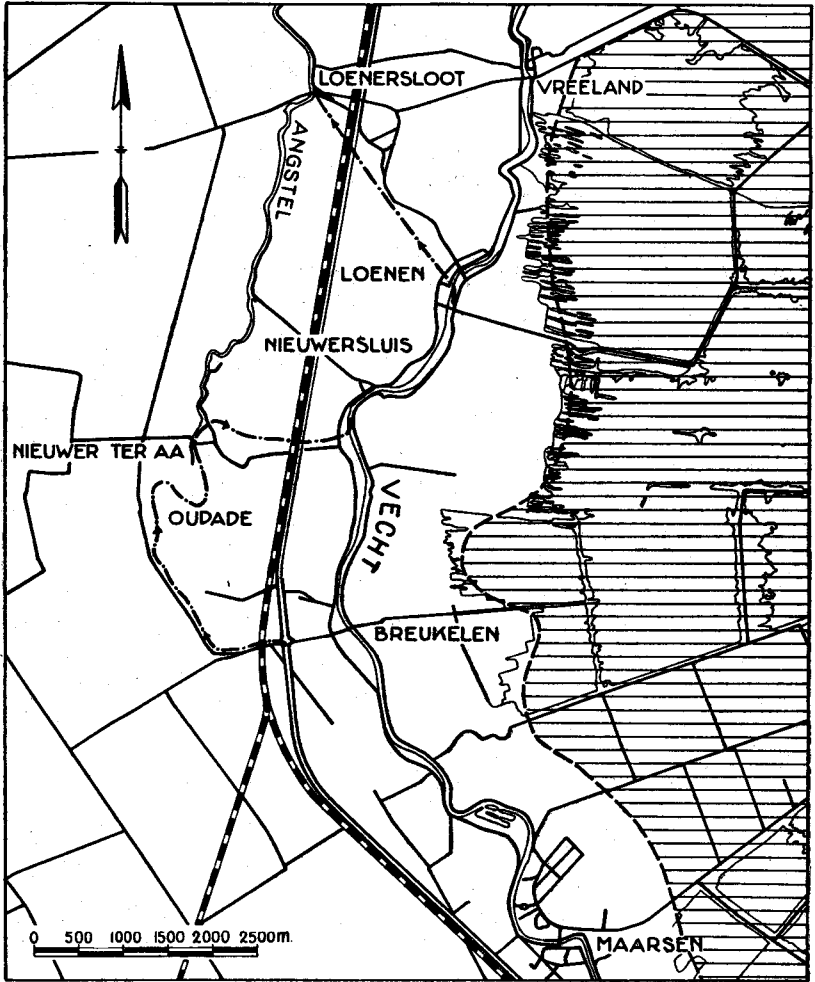 LOENERSLOOT
VREELAND
ANGSTEL
LOENEN
NIEUWERSLUIS
NIEUWER TER AA
VECHT
OUDADE
BREUKELEN
0 500 1000 1500 2000 2500m.
MAARSEN